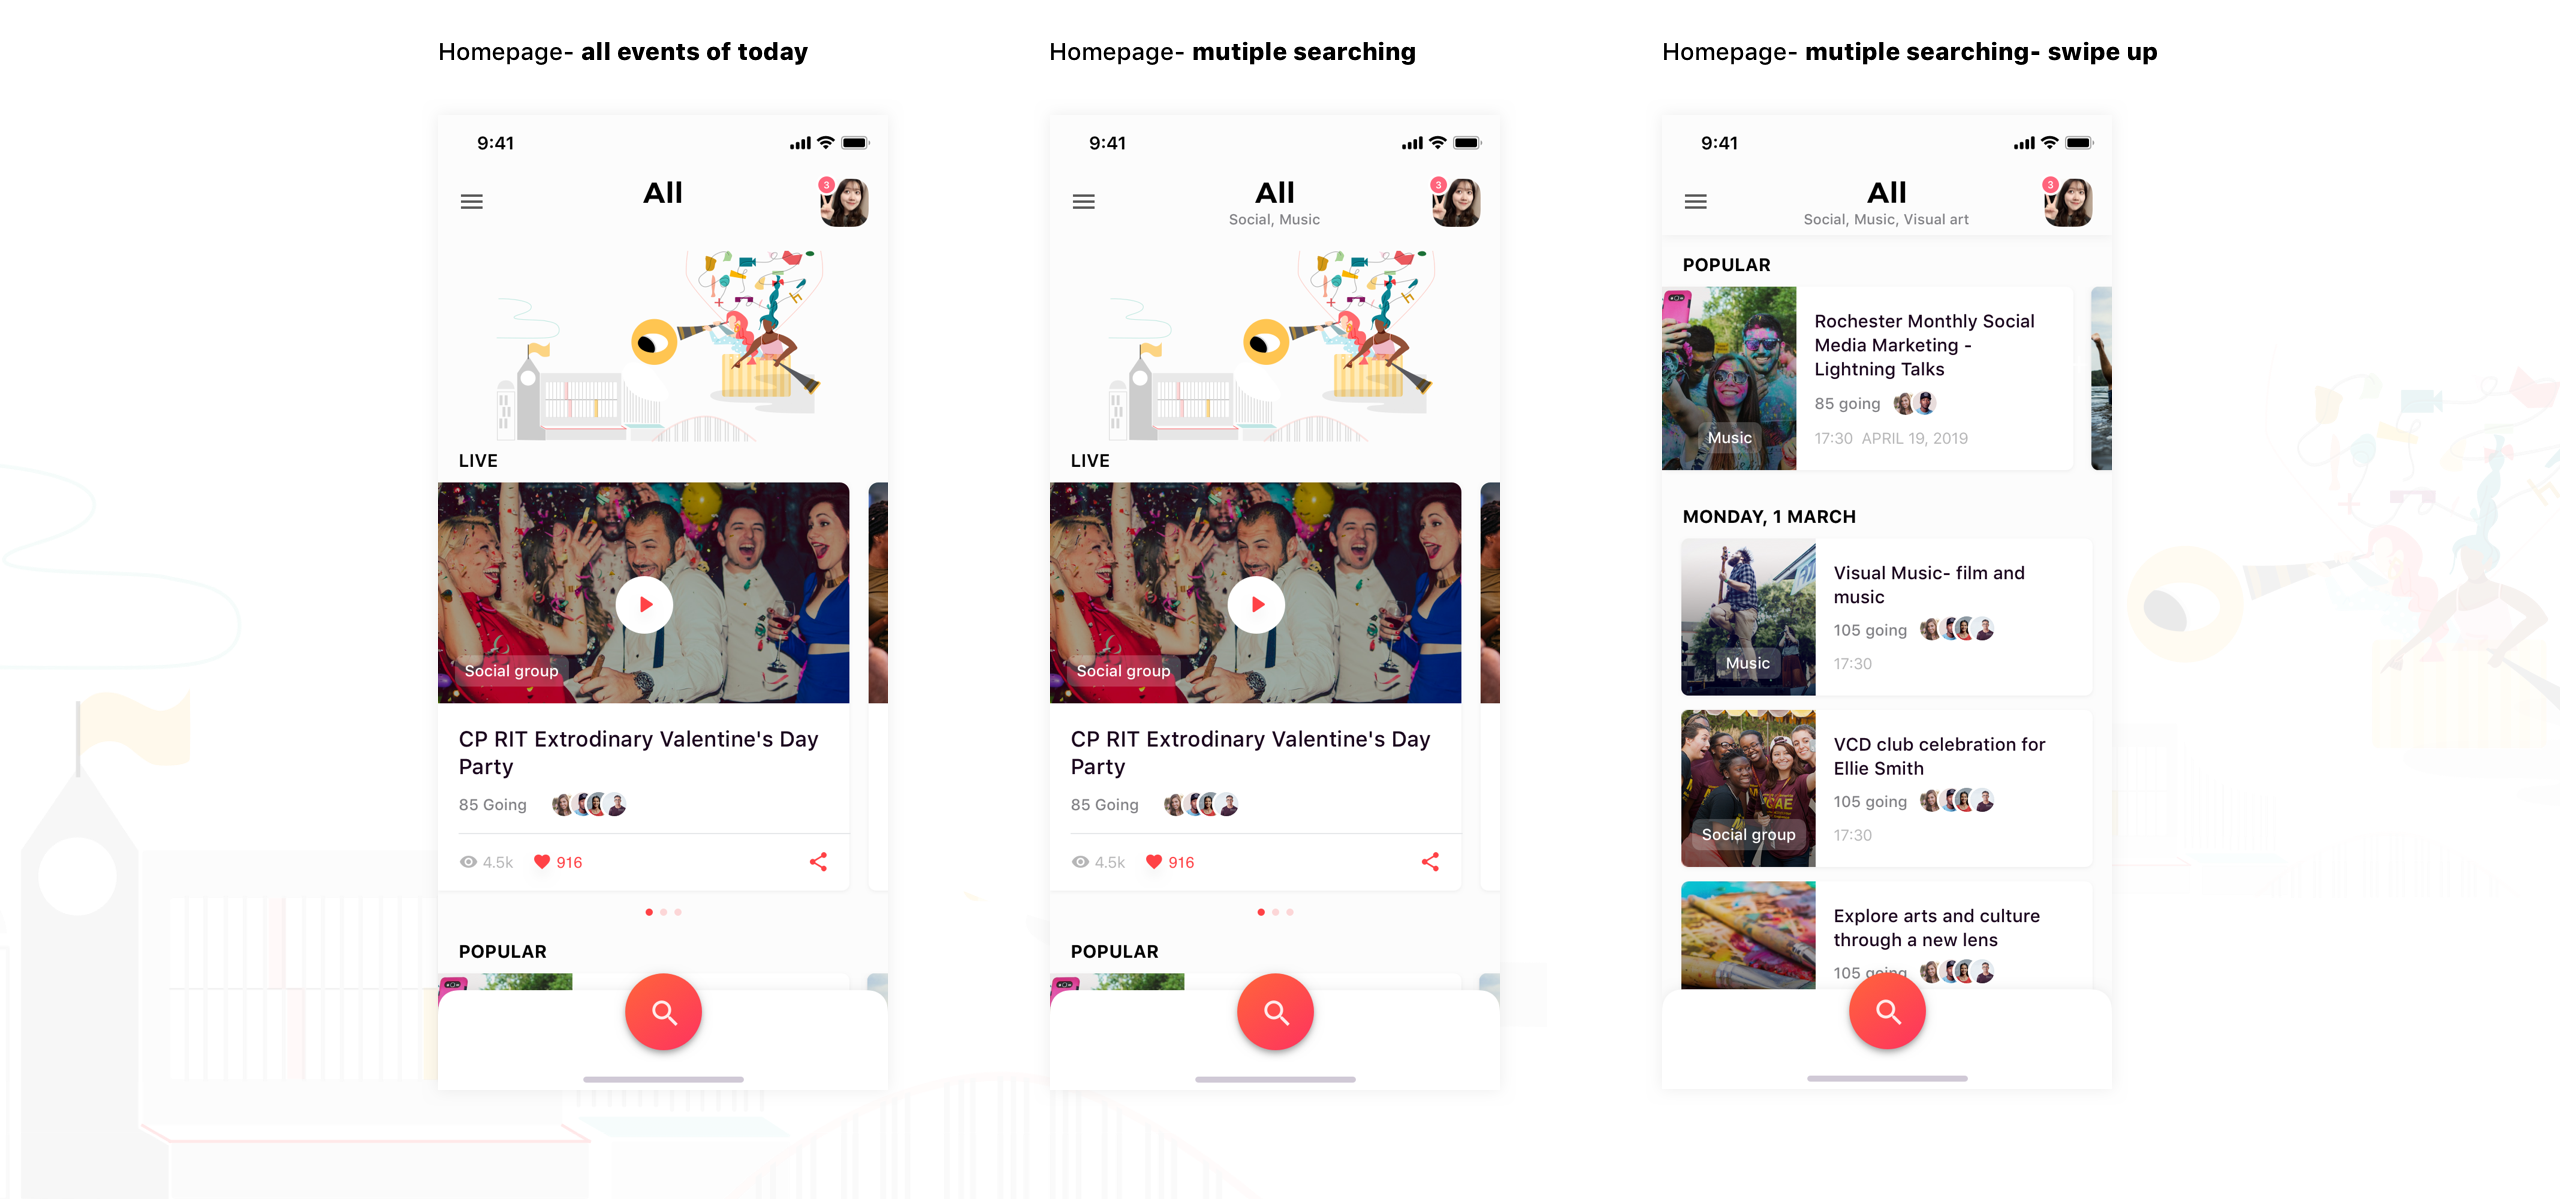 Homepage- all events of today
9:41
All
3
LIVE
Social group
CP RIT Extrodinary Valentine's Day
Party
85 Going
4.5k
916
POPULAR
Homepage- mutiple searching
9:41
All
3
Social, Music
LIVE
Social group
CP RIT Extrodinary Valentine's Day
Party
85 Going
4.5k
916
POPULAR
Homepage- mutiple searching- swipe up
9:41
All
3
Social, Music, Visual art
POPULAR
Music
Rochester Monthly Social
Media Marketing -
Lightning Talks
85 going
17:30 APRIL 19, 2019
MONDAY, 1 MARCH
Music
Visual Music- film and
music
105 going
17:30
Social group
VCD club celebration for
Ellie Smith
105 going
17:30
Explore arts and culture
through a new lens
105 going